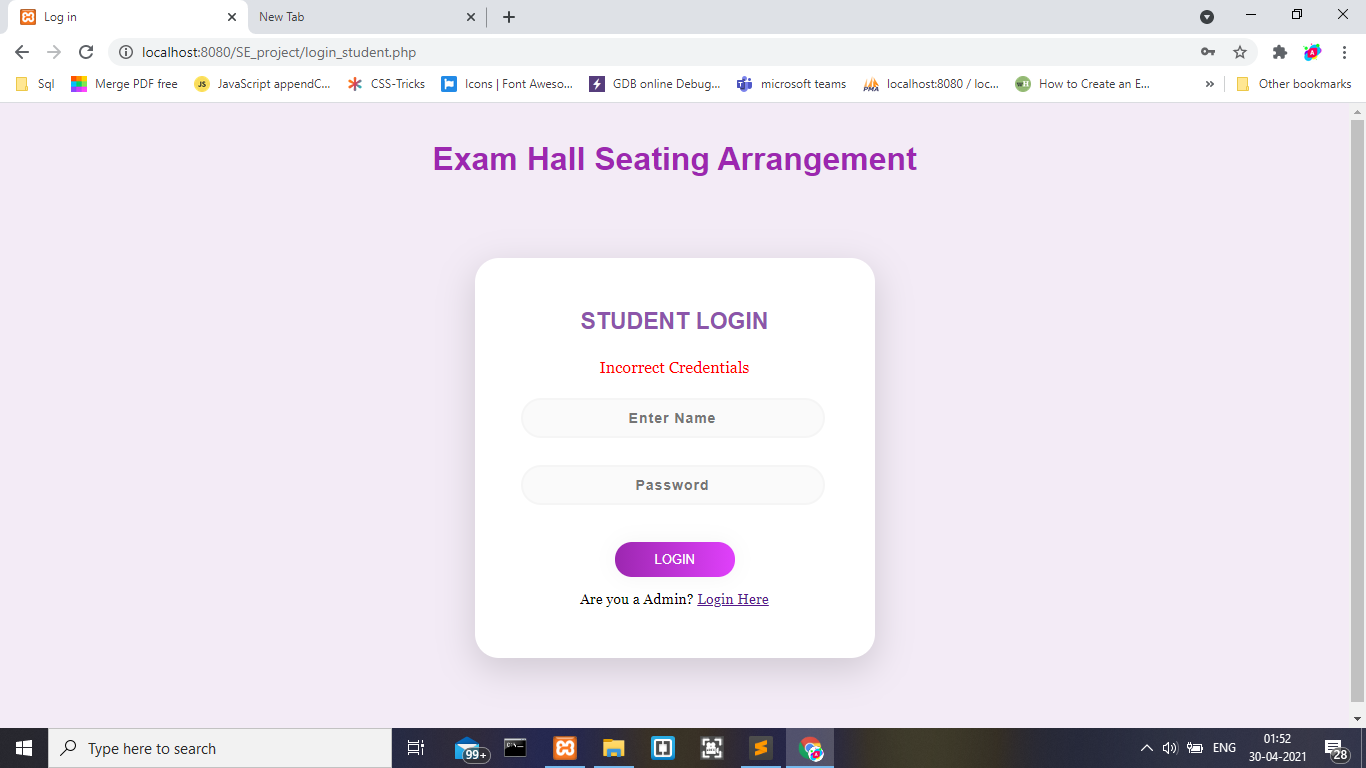 Log in
New Tab
localhost:8080/SE_project/login_student.php
Sql
Merge PDF free
JS
JavaScript appendC...
CSS-Tricks
Icons | Font Aweso...
GDB online Debug...
microsoft teams
PMA
localhost:8080 / loc...
wH
How to Create an E...
»
Other bookmarks
Exam Hall Seating Arrangement
STUDENT LOGIN
Incorrect Credentials
Enter Name
Password
LOGIN
Are you a Admin? Login Here
Type here to search
99+
ENG
01:52
30-04-2021
28